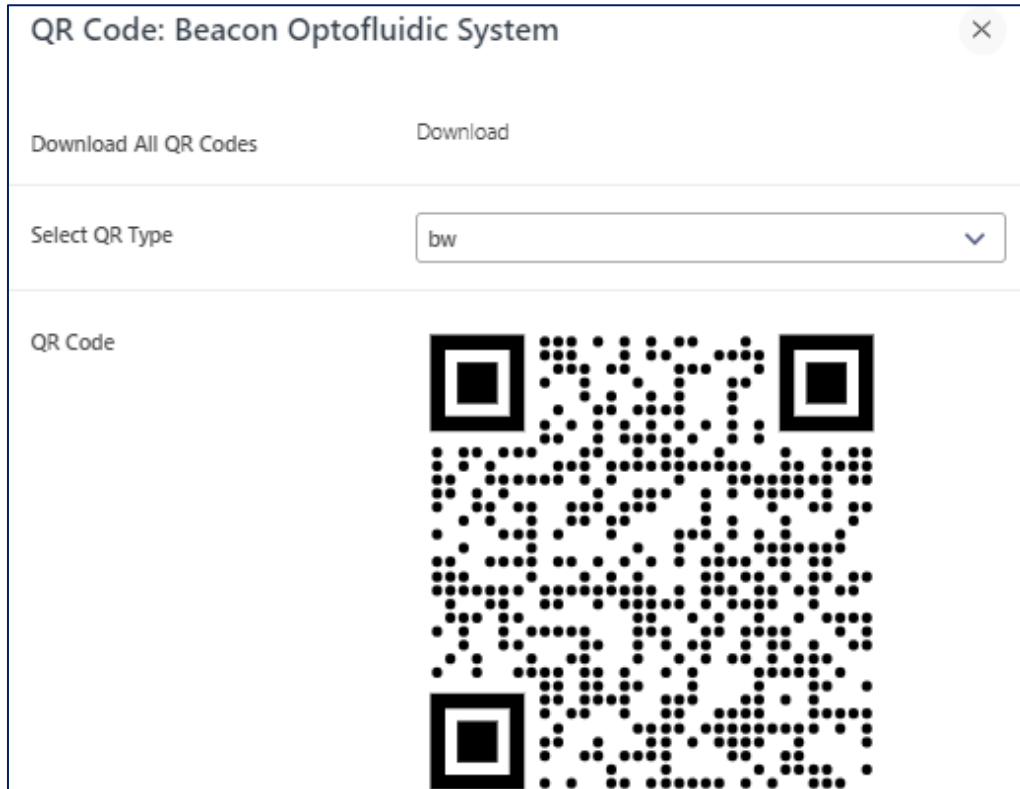 QR Code: Beacon Optofluidic System
Download All QR Codes
Download
Select QR Type
bw
QR Code